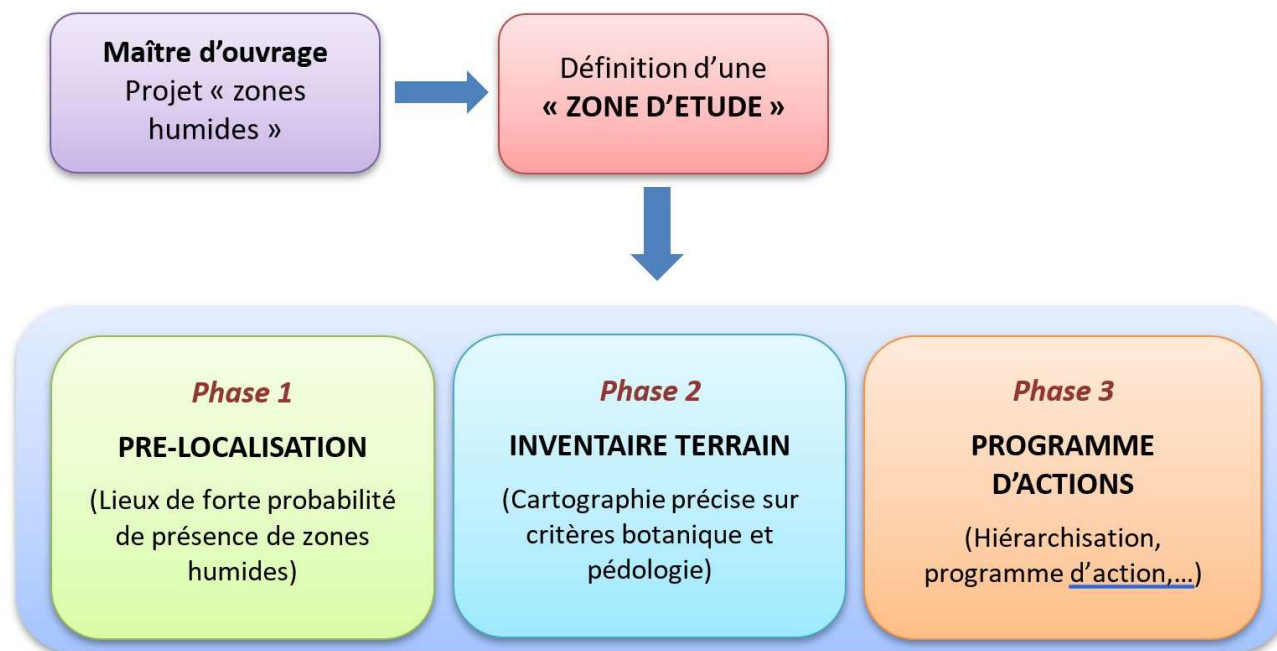 Maître d'ouvrage
Projet « zones
humides »
Définition d'une
« ZONE D'ETUDE »
Phase 1
PRE-LOCALISATION
(Lieux de forte probabilité
de présence de zones
humides)
Phase 2
INVENTAIRE TERRAIN
(Cartographie précise sur
critères botanique et
pédologie)
Phase 3
PROGRAMME
D'ACTIONS
(Hiérarchisation,
programme d'action,...)